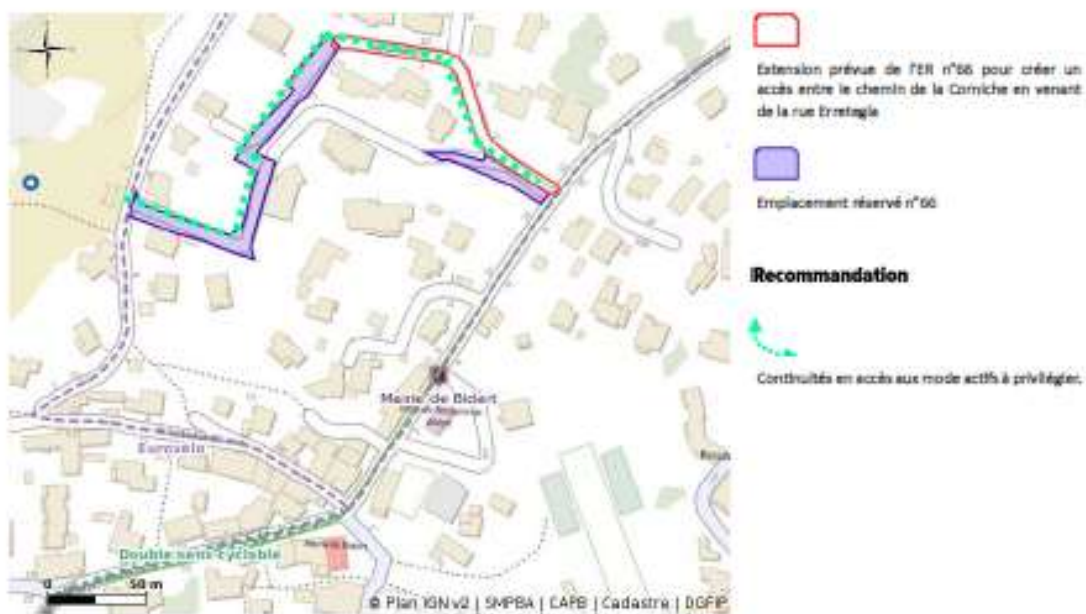 Extension prévue de l'ER n°66 pour créer un
accès entre le chemin de la Corniche en venant
de la rue Erretegia
Emplacement réservé n°66
Recommandation
Continuités en accès aux mode actifs à privilégier.
Mairie de Bidart
Eurovélo
Double-sens cyclable
0 50 m
© Plan IGN v2 | SMPBA | CAPB | Cadastre | DGFIP